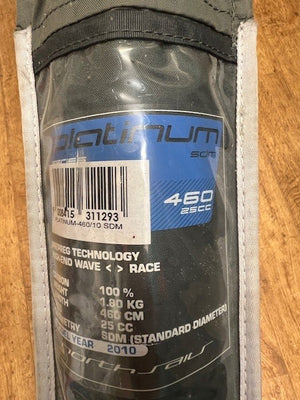 platinum
SDM
460
25CC
311293
PLATINUM-460/10 SDM
TECHNOLOGY
WAVE < > RACE
100 %
1.80 KG
460 CM
25 CC
SDM (STANDARD DIAMETER)
YEAR 2010
north sails